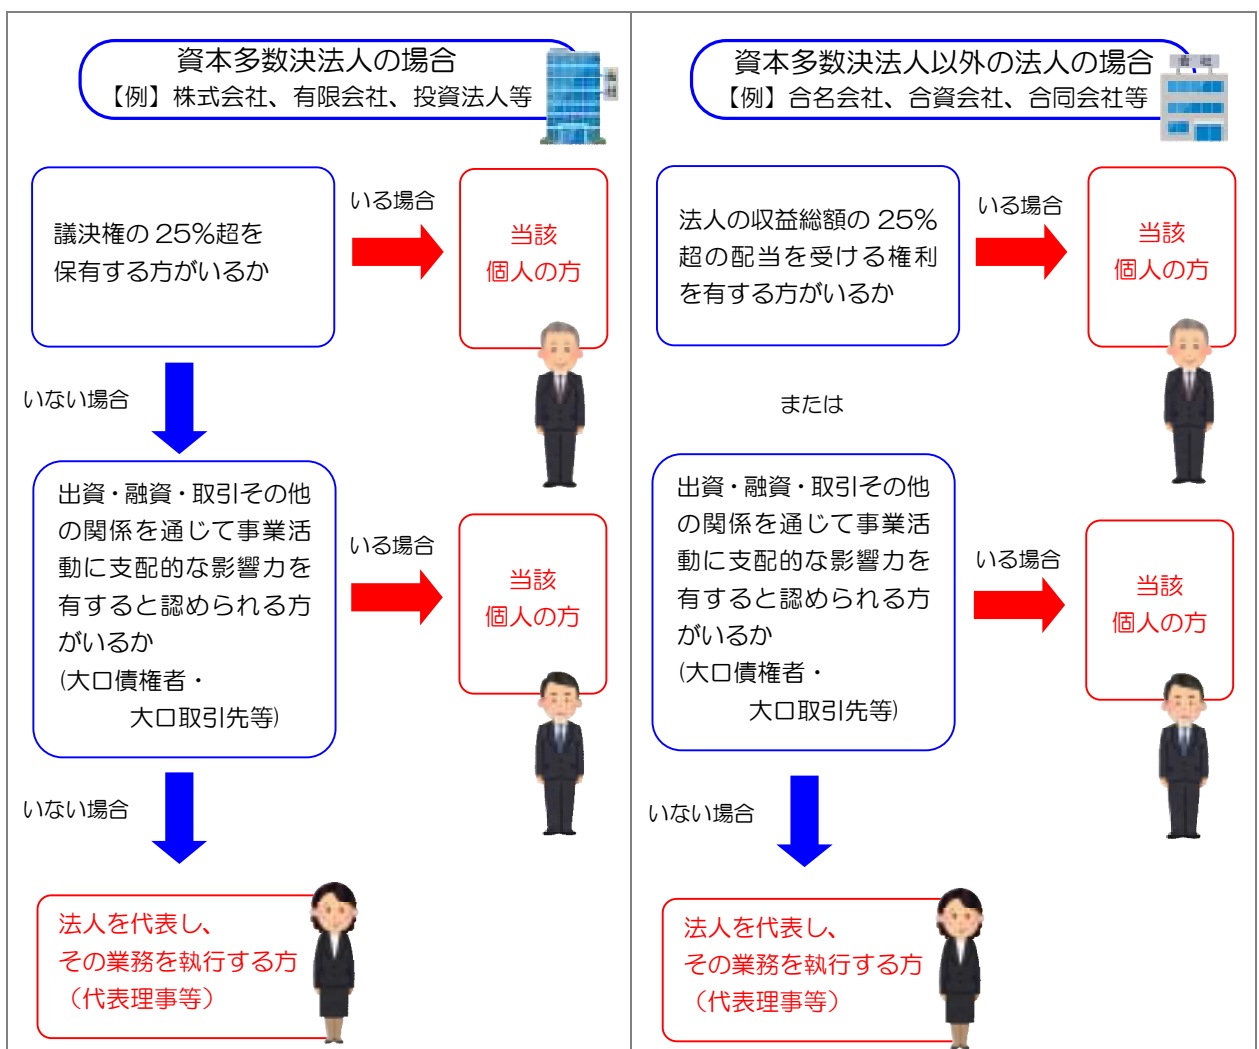 資本多数決法人の場合
【例】株式会社、有限会社、投資法人等
議決権の25%超を
保有する方がいるか
いる場合
当該
個人の方
いない場合
出資・融資・取引その他
の関係を通じて事業活
動に支配的な影響力を
有すると認められる方
がいるか
(大口債権者・
大口取引先等)
いる場合
当該
個人の方
いない場合
法人を代表し、
その業務を執行する方
（代表理事等）
資本多数決法人以外の法人の場合
【例】合名会社、合資会社、合同会社等
会社
法人の収益総額の25%
超の配当を受ける権利
を有する方がいるか
いる場合
当該
個人の方
または
出資・融資・取引その他
の関係を通じて事業活
動に支配的な影響力を
有すると認められる方
がいるか
(大口債権者・
大口取引先等)
いる場合
当該
個人の方
いない場合
法人を代表し、
その業務を執行する方
（代表理事等）